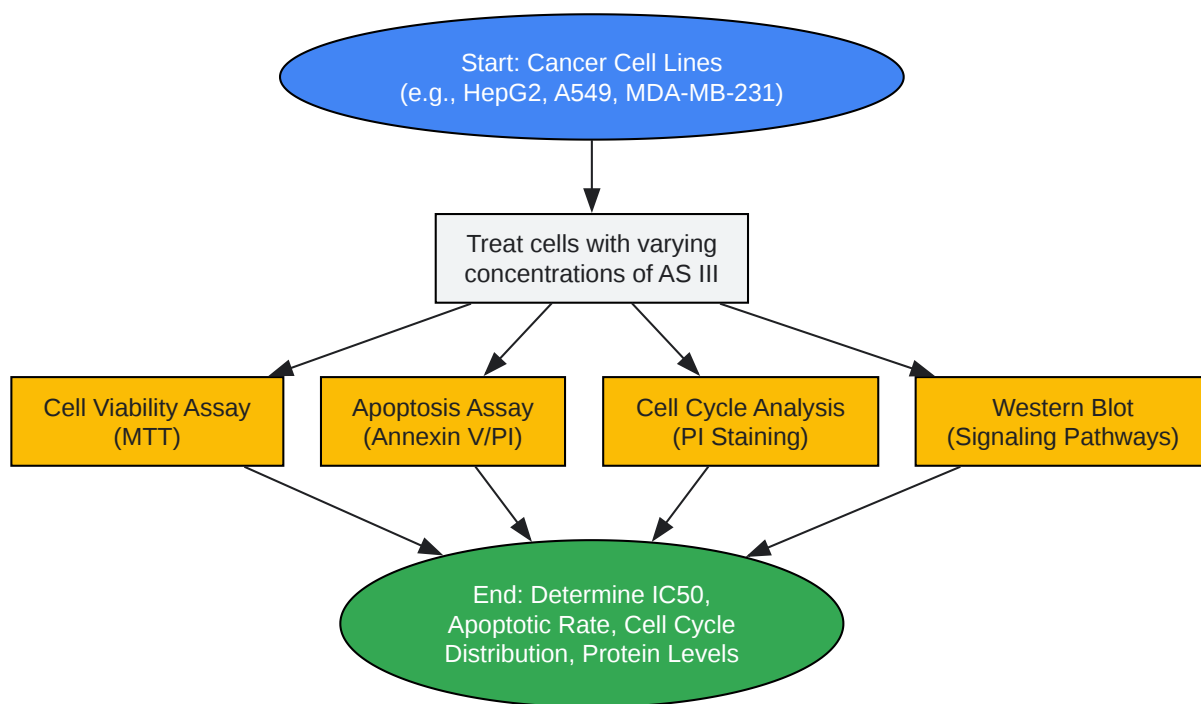 Start: Cancer Cell Lines
(e.g., HepG2, A549, MDA-MB-231)
Treat cells with varying
concentrations of AS III
Cell Viability Assay
(MTT)
Apoptosis Assay
(Annexin V/PI)
Cell Cycle Analysis
(PI Staining)
Western Blot
(Signaling Pathways)
End: Determine IC50,
Apoptotic Rate, Cell Cycle
Distribution, Protein Levels